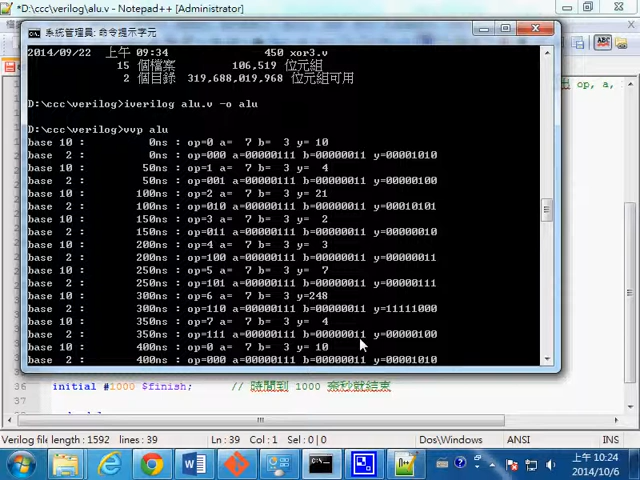 *D:\ccc\verilog\alu.v - Notepad++ [Administrator]
系統管理員: 命令提示字元
2014/09/22  上午 09:34               450 xor3.v
15 個檔案         106,519 位元組
2 個目錄  319,688,019,968 位元組可用
D:\ccc\verilog>iverilog alu.v -o alu
D:\ccc\verilog>vvp alu
base 10 :          0ns : op=0 a=  7 b=  3 y= 10
base  2 :          0ns : op=000 a=00000111 b=00000011 y=00001010
base 10 :         50ns : op=1 a=  7 b=  3 y=  4
base  2 :         50ns : op=001 a=00000111 b=00000011 y=00000100
base 10 :        100ns : op=2 a=  7 b=  3 y= 21
base  2 :        100ns : op=010 a=00000111 b=00000011 y=00010101
base 10 :        150ns : op=3 a=  7 b=  3 y=  2
base  2 :        150ns : op=011 a=00000111 b=00000011 y=00000010
base 10 :        200ns : op=4 a=  7 b=  3 y=  3
base  2 :        200ns : op=100 a=00000111 b=00000011 y=00000011
base 10 :        250ns : op=5 a=  7 b=  3 y=  7
base  2 :        250ns : op=101 a=00000111 b=00000011 y=00000111
base 10 :        300ns : op=6 a=  7 b=  3 y=248
base  2 :        300ns : op=110 a=00000111 b=00000011 y=11111000
base 10 :        350ns : op=7 a=  7 b=  3 y=  4
base  2 :        350ns : op=111 a=00000111 b=00000011 y=00000100
base 10 :        400ns : op=0 a=  7 b=  3 y= 10
base  2 :        400ns : op=000 a=00000111 b=00000011 y=00001010
op, a,
36 initial #1000 $finish; // 時間到 1000 毫秒就結束
Verilog file length : 1592 lines : 39 Ln : 39 Col : 1 Sel : 0 | 0 Dos\Windows ANSI INS
上午 10:24
2014/10/6